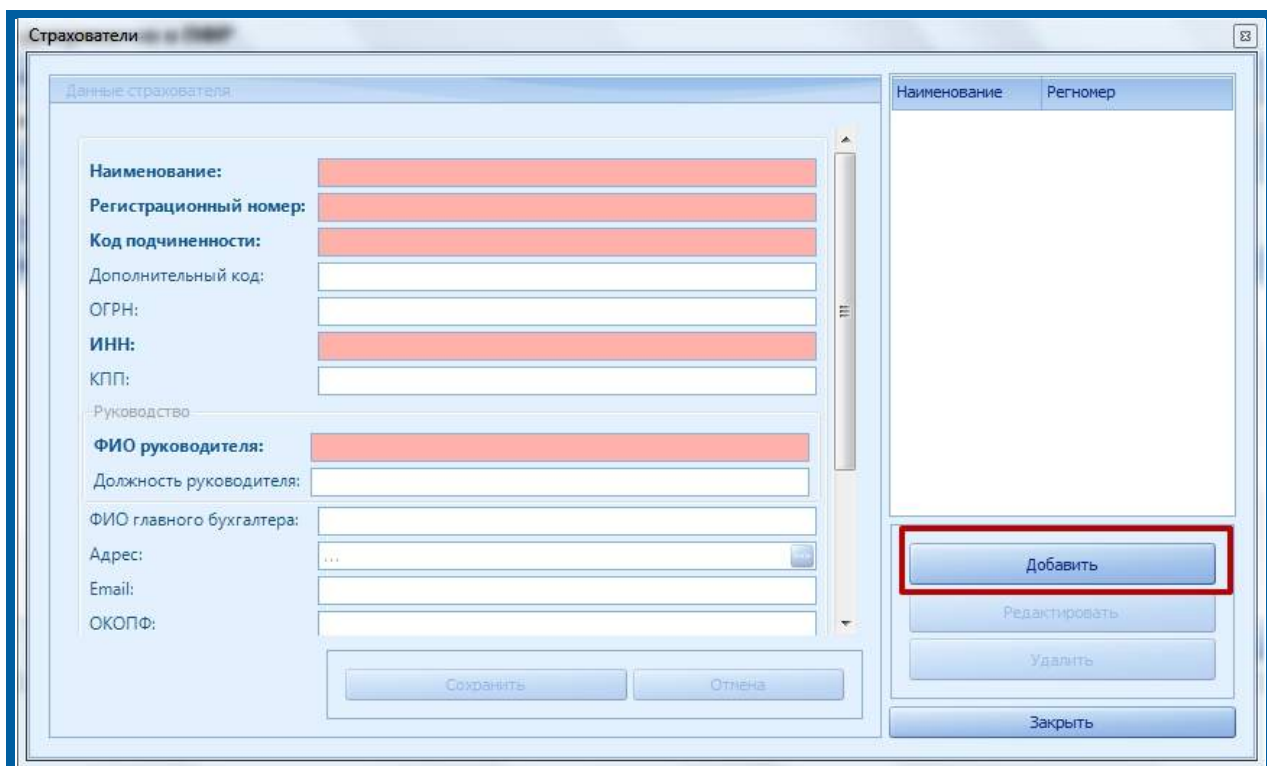 Страхователи
Данные страхователя
Наименование:
Регистрационный номер:
Код подчиненности:
Дополнительный код:
ОГРН:
ИНН:
КПП:
Руководство
ФИО руководителя:
Должность руководителя:
ФИО главного бухгалтера:
Адрес: ...
Email:
ОКОПФ:
Сохранить Отмена
Наименование Регномер
Добавить
Редактировать
Удалить
Закрыть